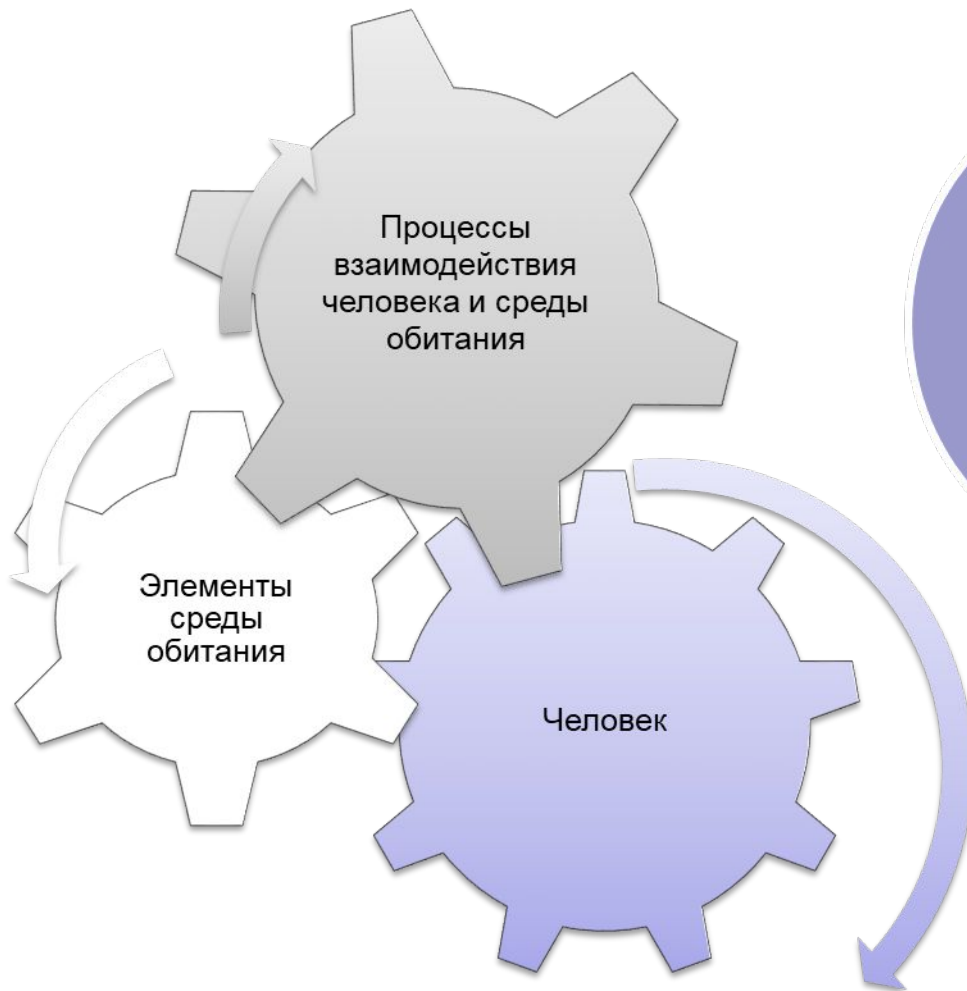 Процессы
взаимодействия
человека и среды
обитания
Элементы
среды
обитания
Человек